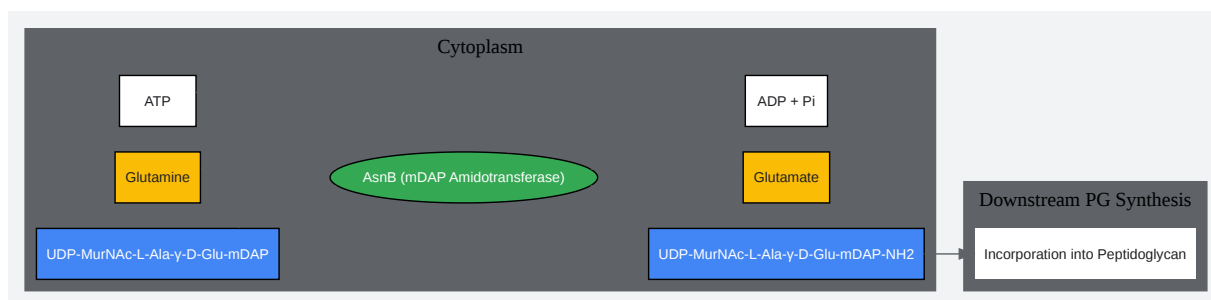 Cytoplasm
ATP
ADP + Pi
Glutamine
AsnB (mDAP Amidotransferase)
Glutamate
UDP-MurNAc-L-Ala-γ-D-Glu-mDAP
UDP-MurNAc-L-Ala-γ-D-Glu-mDAP-NH2
Downstream PG Synthesis
Incorporation into Peptidoglycan